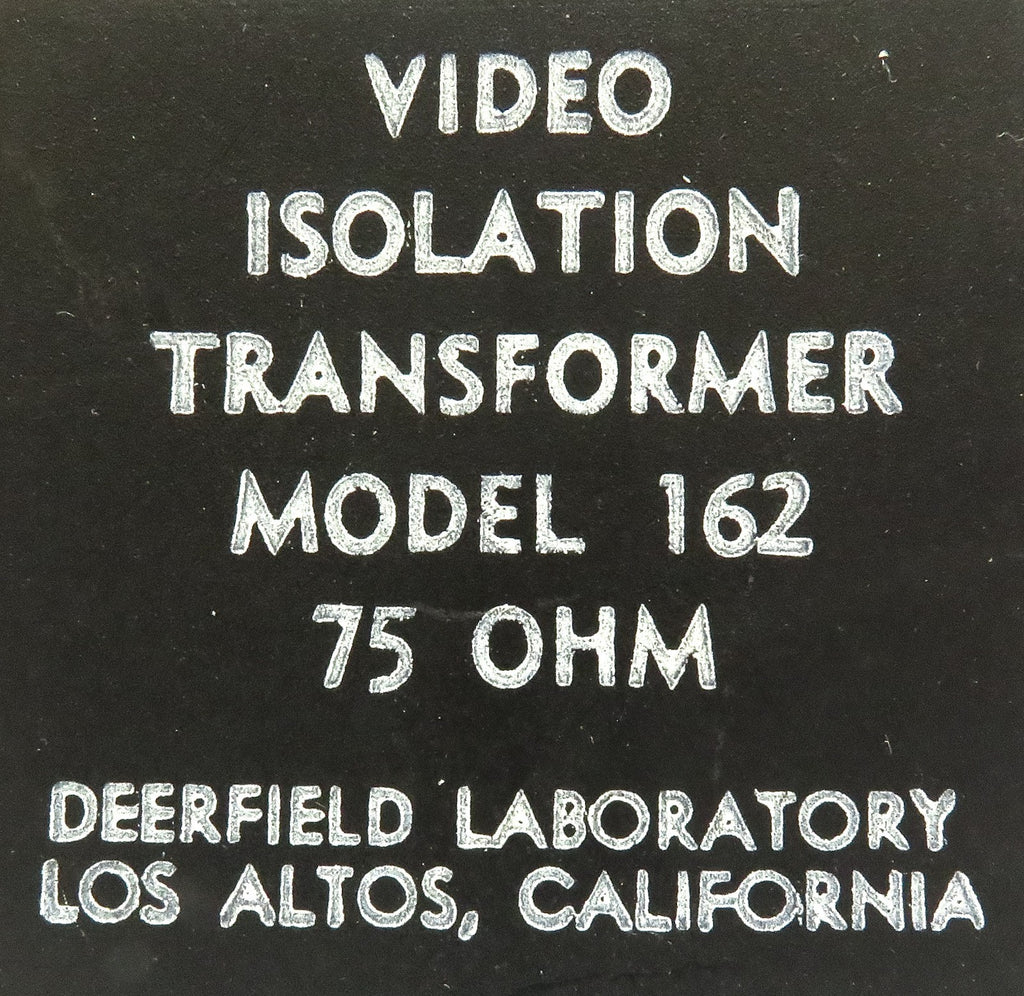 VIDEO
ISOLATION
TRANSFORMER
MODEL 162
75 OHM
DEERFIELD LABORATORY
LOS ALTOS, CALIFORNIA